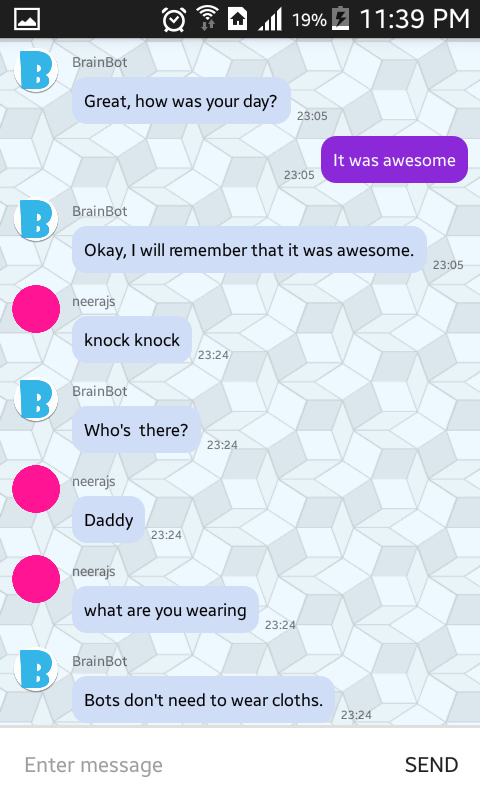 19% 11:39 PM
BrainBot
Great, how was your day?
23:05
It was awesome
23:05
BrainBot
Okay, I will remember that it was awesome.
23:05
neerajs
knock knock
23:24
BrainBot
Who's  there?
23:24
neerajs
Daddy
23:24
neerajs
what are you wearing
23:24
BrainBot
Bots don't need to wear cloths.
23:24
Enter message SEND